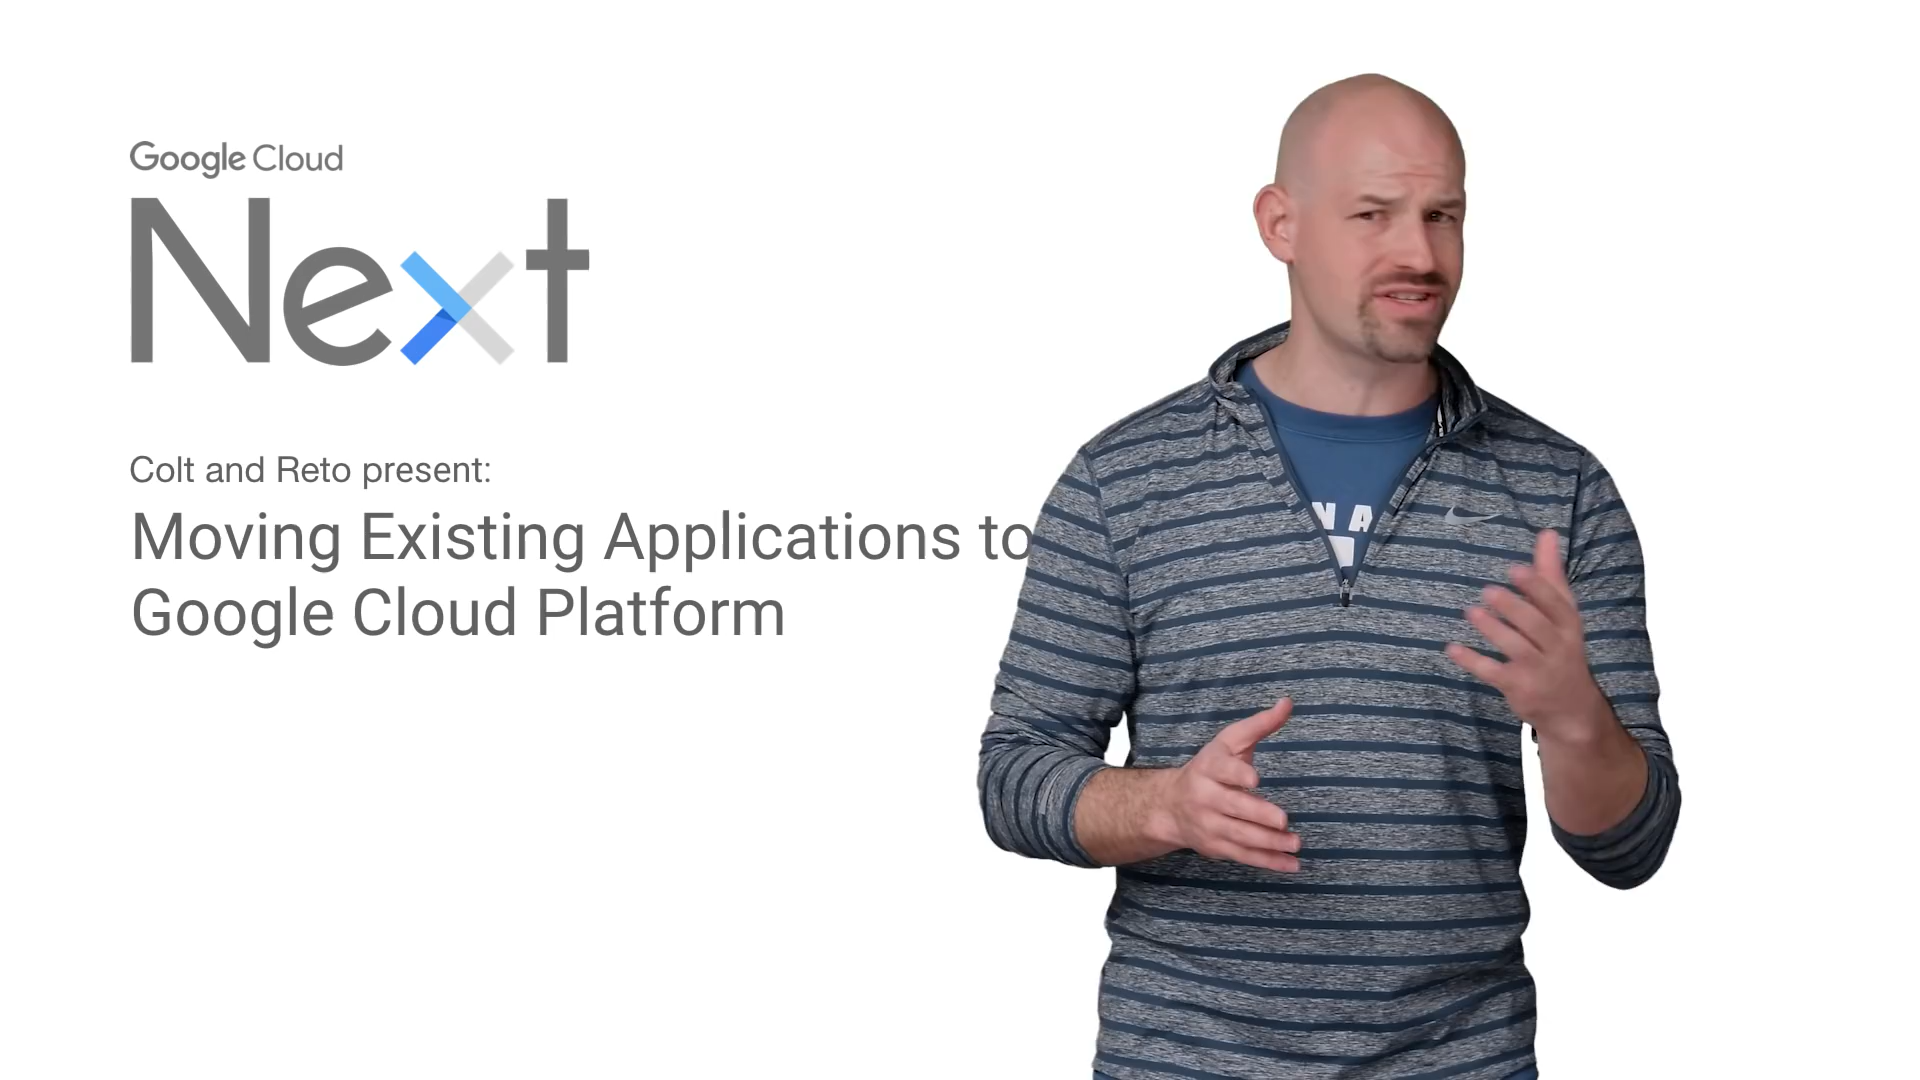 Google Cloud
Next
Colt and Reto present:
Moving Existing Applications to
Google Cloud Platform
N A